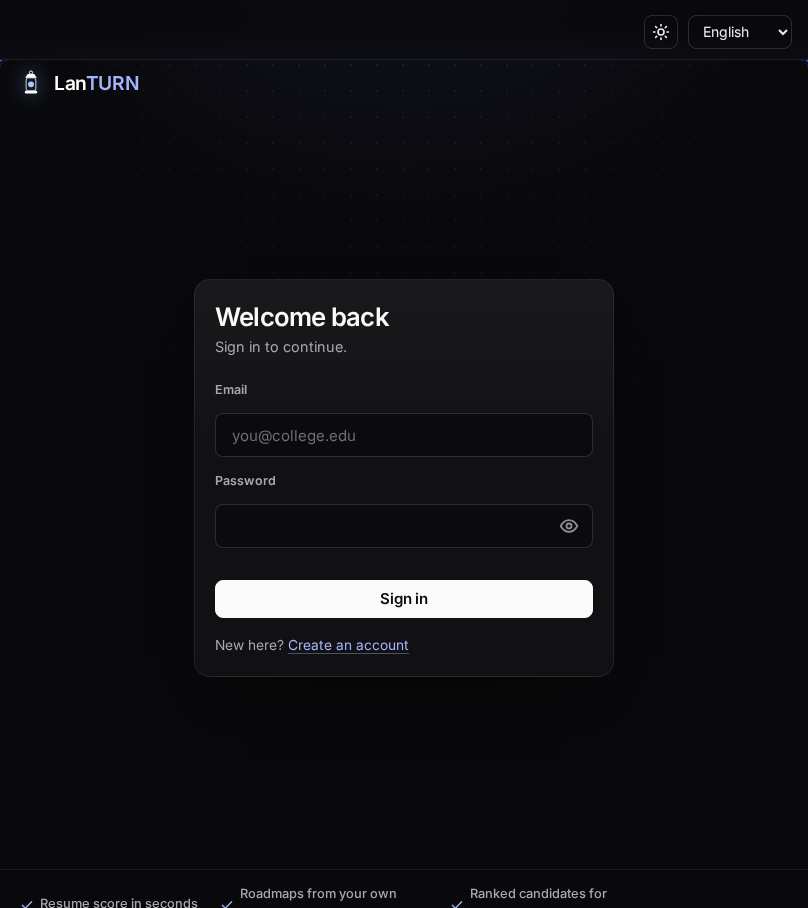 English
LanTURN
Welcome back
Sign in to continue.
Email
you@college.edu
Password
Sign in
New here? Create an account
Resume score in seconds
Roadmaps from your own
Ranked candidates for